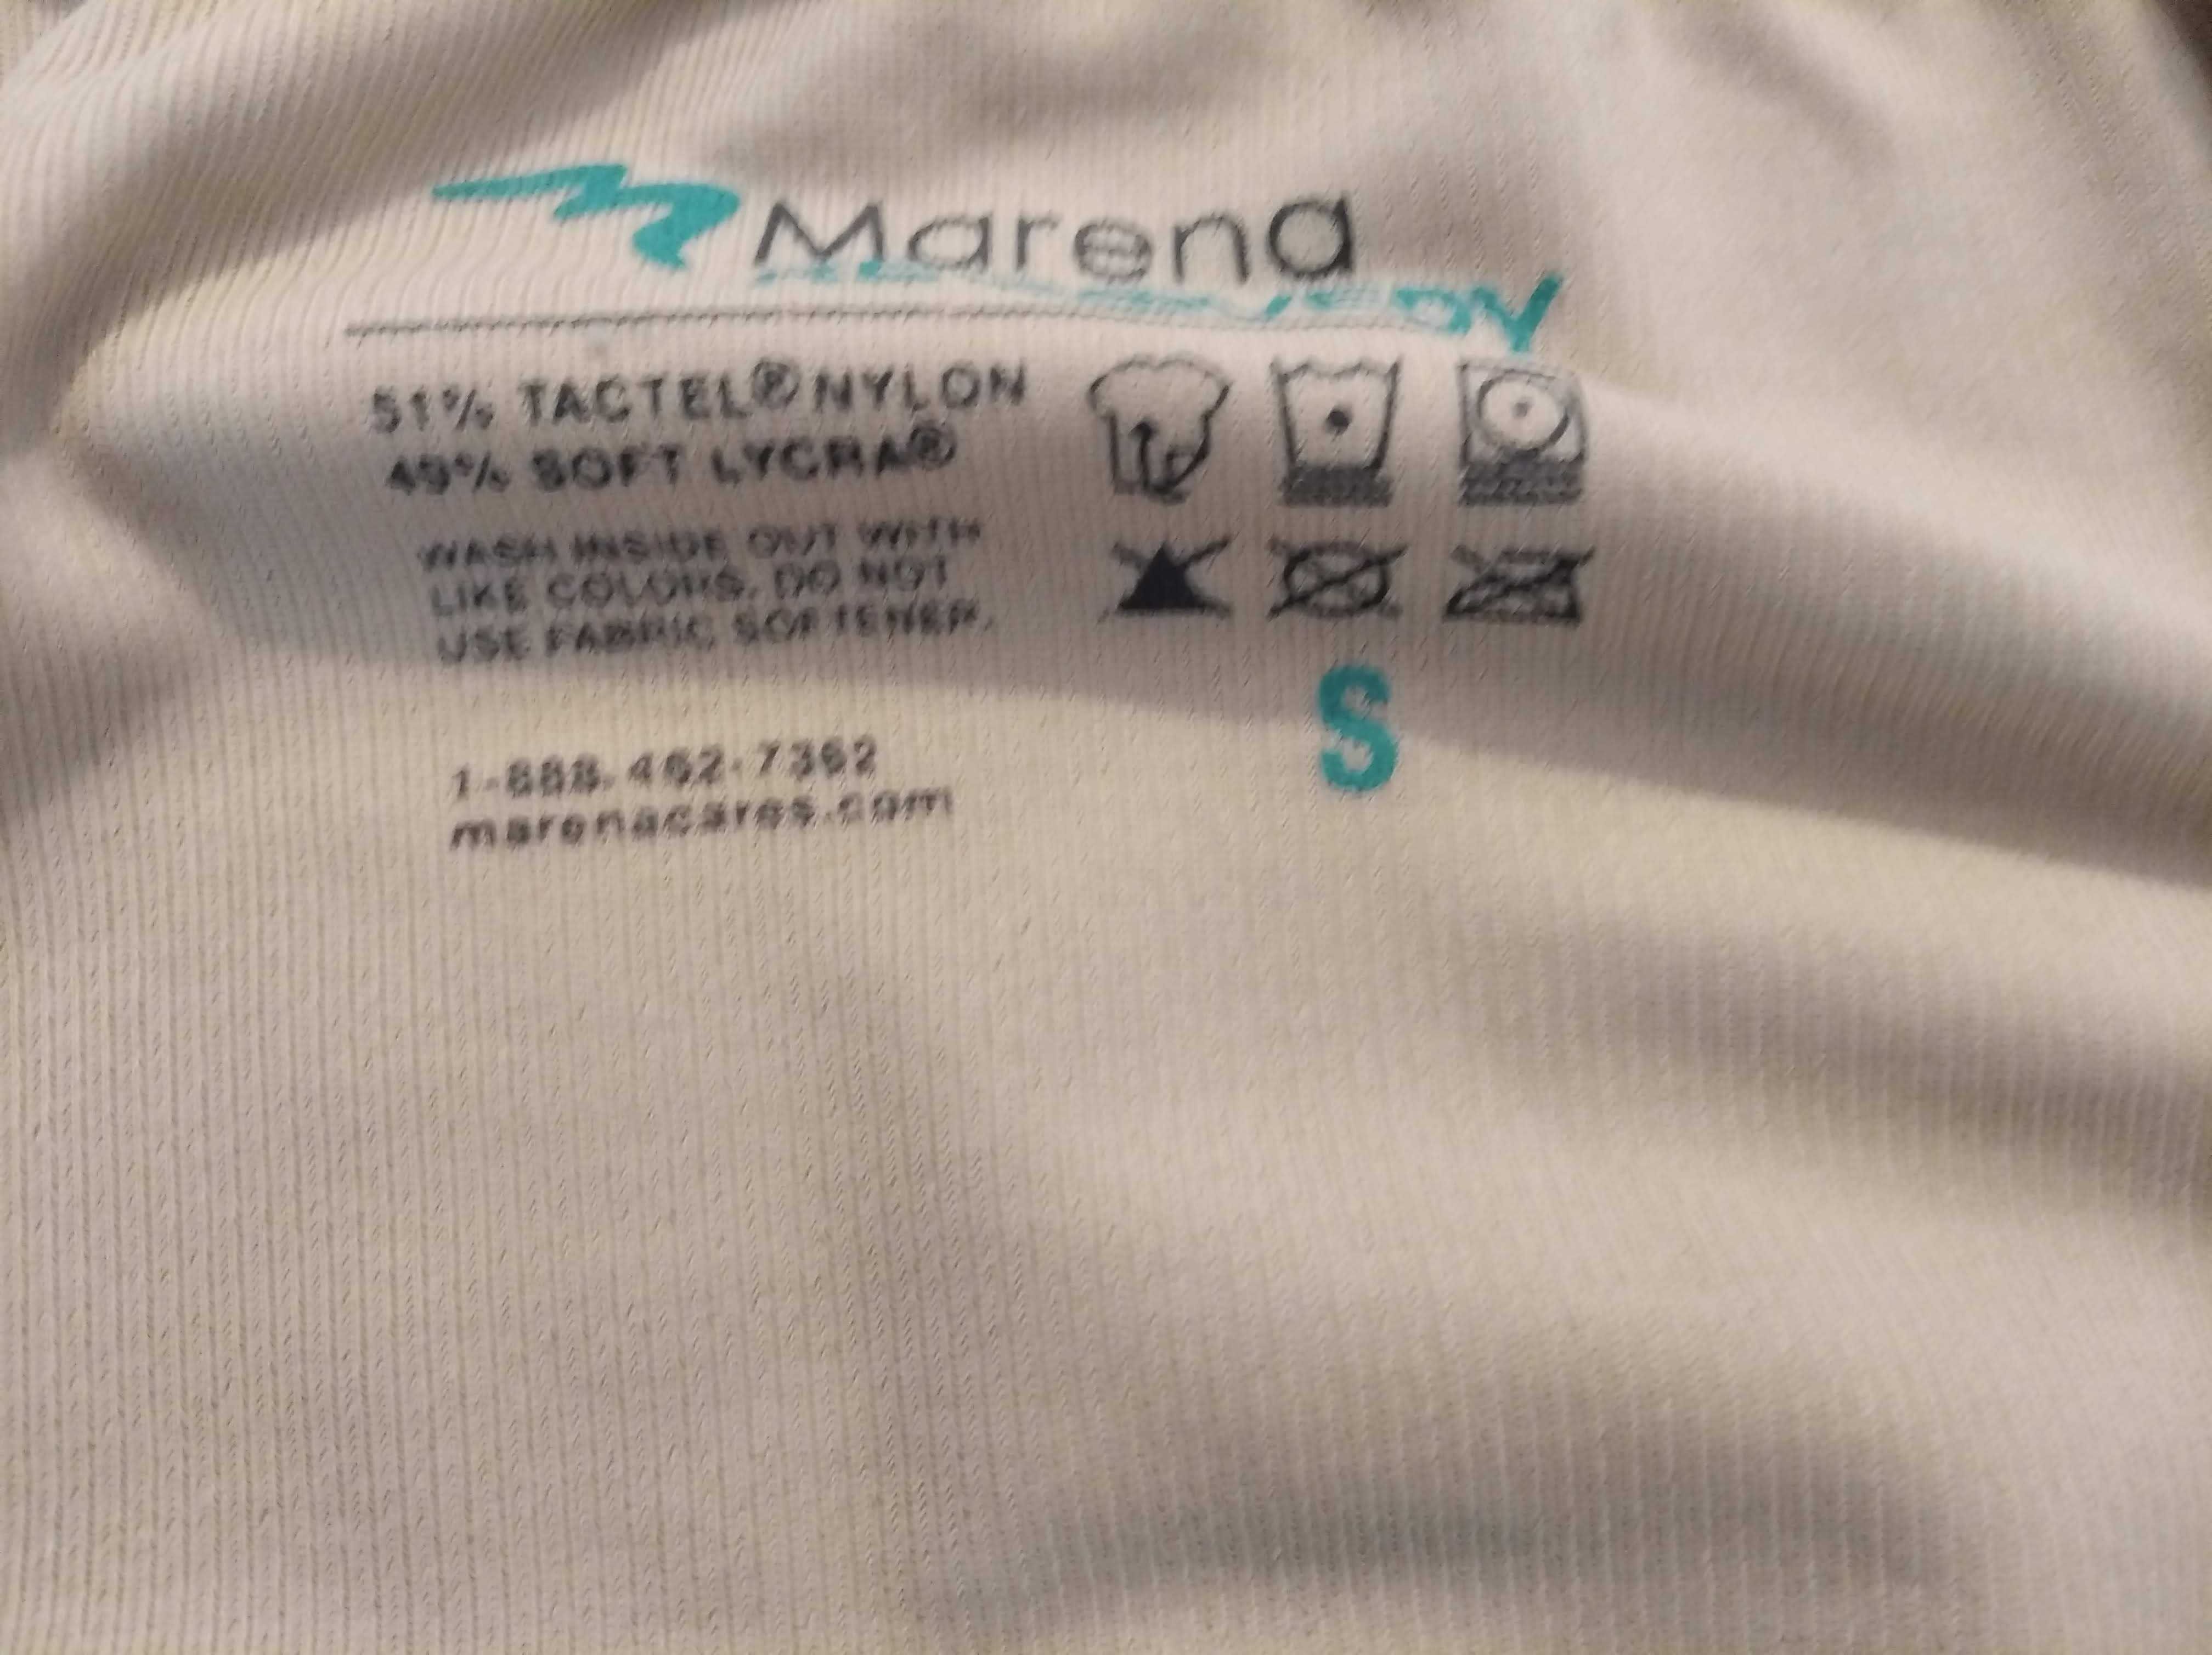 Marena
51% TACTEL® NYLON
49% SOFT LYCRA®
WASH INSIDE OUT WITH
LIKE COLORS. DO NOT
USE FABRIC SOFTENER.
S
1-888-462-7362
marenacares.com